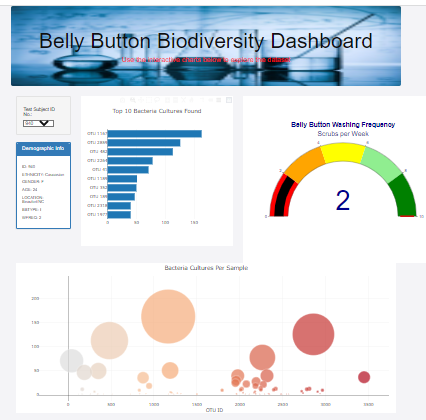 Belly Button Biodiversity Dashboard
Use the interactive charts below to explore the dataset
Test Subject ID
No.:
940
Demographic Info
ID: 940
ETHNICITY: Caucasian
GENDER: F
AGE: 24
LOCATION:
BBTYPE: I
WFREQ: 2
Top 10 Bacteria Cultures Found
OTU 1167
OTU 2859
OTU 482
OTU 2264
OTU 41
OTU 1189
OTU 352
OTU 189
OTU 2318
OTU 1977
0
50
100
150
Belly Button Washing Frequency
Scrubs per Week
2
4
6
8
10
2
Bacteria Cultures Per Sample
200
150
100
50
0
0
500
1000
1500
2000
2500
3000
3500
OTU ID